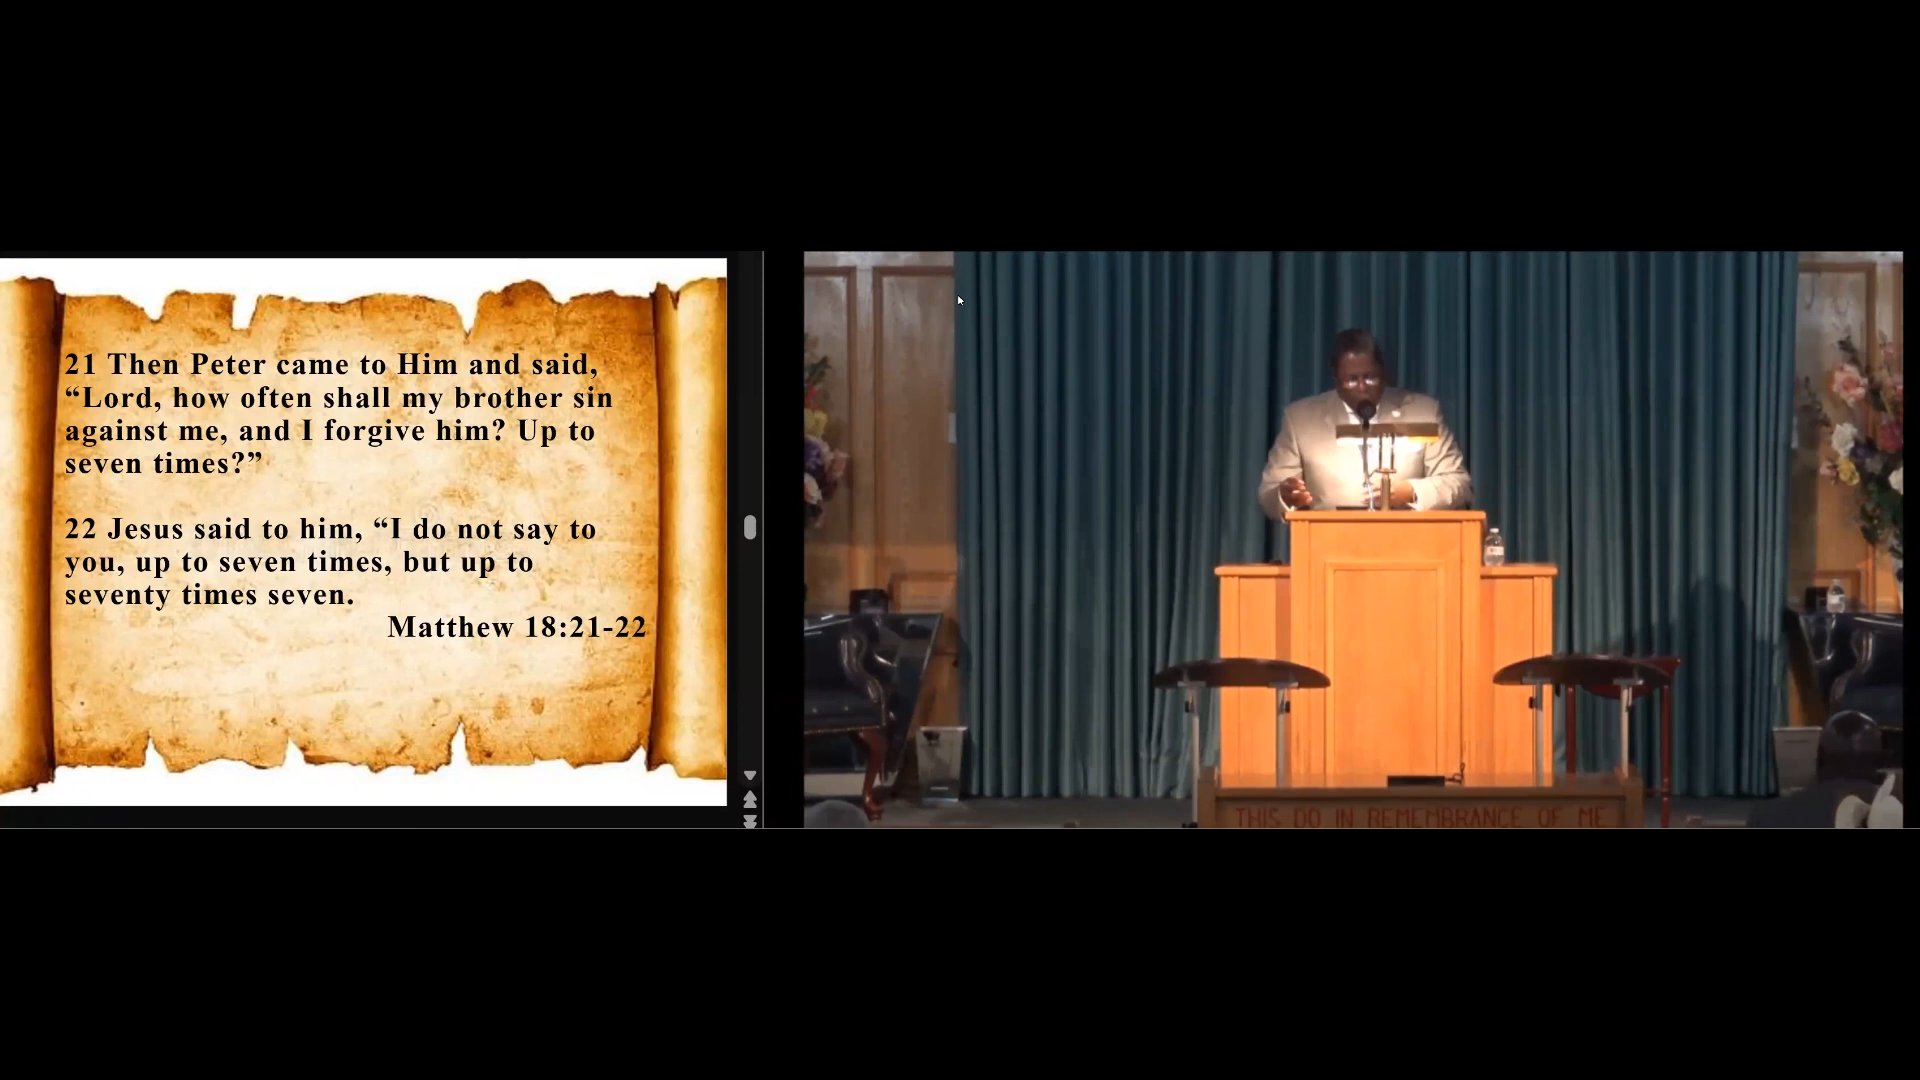 21 Then Peter came to Him and said,
“Lord, how often shall my brother sin
against me, and I forgive him? Up to
seven times?”
22 Jesus said to him, “I do not say to
you, up to seven times, but up to
seventy times seven.
Matthew 18:21-22
THIS DO IN REMEMBRANCE OF ME